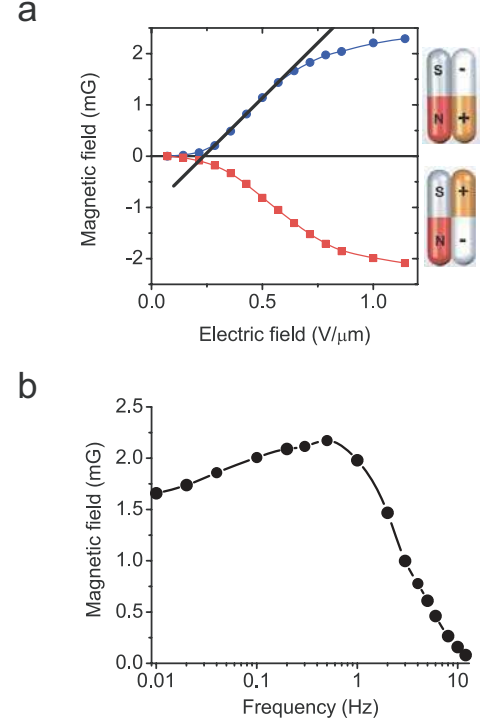 a
Magnetic field (mG)
2
1
0
-1
-2
0.0 0.5 1.0
Electric field (V/μm)
S -
N +
S +
N -
b
Magnetic field (mG)
2.5
2.0
1.5
1.0
0.5
0.0
0.01 0.1 1 10
Frequency (Hz)